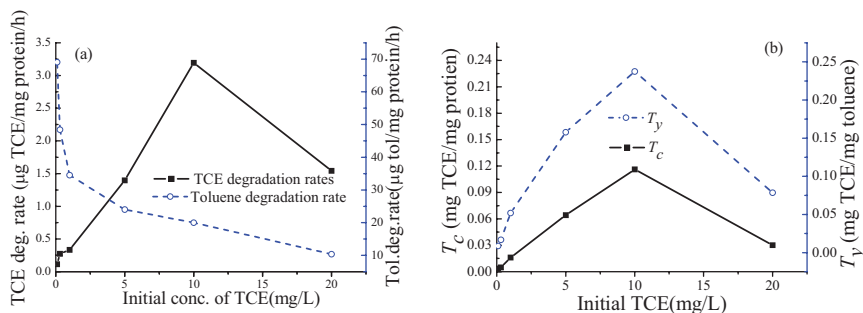 (a)
TCE deg. rate (μg TCE/mg protein/h)
3.5
3.0
2.5
2.0
1.5
1.0
0.5
0.0
TCE degradation rates
Toluene degradation rate
0 5 10 15 20
Initial conc. of TCE(mg/L)
70
60
50
40
30
20
10
Tol.deg.rate(μg tol/mg protein/h)
(b)
T_c (mg TCE/mg protien)
0.24
0.21
0.18
0.15
0.12
0.09
0.06
0.03
0.00
T_y
T_c
0 5 10 15 20
Initial TCE(mg/L)
0.25
0.20
0.15
0.10
0.05
0.00
T_y (mg TCE/mg toluene)